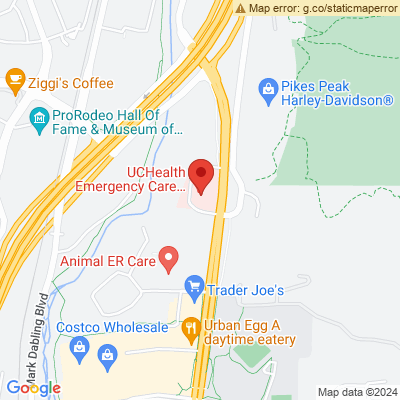 Map error: g.co/staticmaperror
Ziggi's Coffee
Pikes Peak
Harley-Davidson®
ProRodeo Hall Of
Fame & Museum of...
UCHealth
Emergency Care...
Animal ER Care
Trader Joe's
Mark Dabling Blvd
Costco Wholesale
Urban Egg A
daytime eatery
Google
Map data ©2024